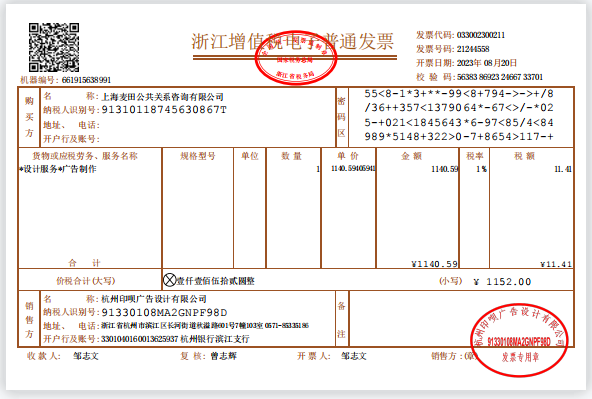 浙江增值税电子普通发票
发票代码: 033002300211
发票号码: 21244558
开票日期: 2023年 08月20日
校 验 码: 56383 86923 24667 33701
机器编号: 661915638991
全国统一发票监制章
国家税务总局
浙江省税务局
购买方
名 称: 上海麦田公共关系咨询有限公司
纳税人识别号: 91310118745630867T
地址、 电话:
开户行及账号:
密码区
55<8-1*3+**-99<8+794->->+/8
/36++357<1379064*-67<>/-*02
5-+021<1845643*6-97<85/4<84
989*5148+322>0-7+8654>117-+
货物或应税劳务、服务名称 规格型号 单位 数 量 单 价 金 额 税率 税 额
*设计服务*广告制作 1 1140.59405941 1140.59 1% 11.41
合 计 ¥1140.59 ¥11.41
价税合计(大写) ⊗壹仟壹佰伍拾贰圆整 (小写) ¥ 1152.00
销售方
名 称: 杭州印呗广告设计有限公司
纳税人识别号: 91330108MA2GNPF98D
地址、 电话: 浙江省杭州市滨江区长河街道秋溢路601号7幢103室 0571-85335186
开户行及账号: 3301040160013625937 杭州银行滨江支行
备注
杭州印呗广告设计有限公司
91330108MA2GNPF98D
发票专用章
收 款 人: 邹志文 复 核: 曾志辉 开 票 人: 邹志文 销售方: (章)